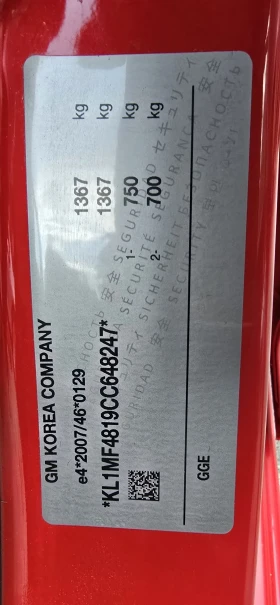 GM KOREA COMPANY
e4*2007/46*0129
*KL1MF4819CC648247*
1367 kg
1367 kg
1- 750 kg
2- 700 kg
GGE